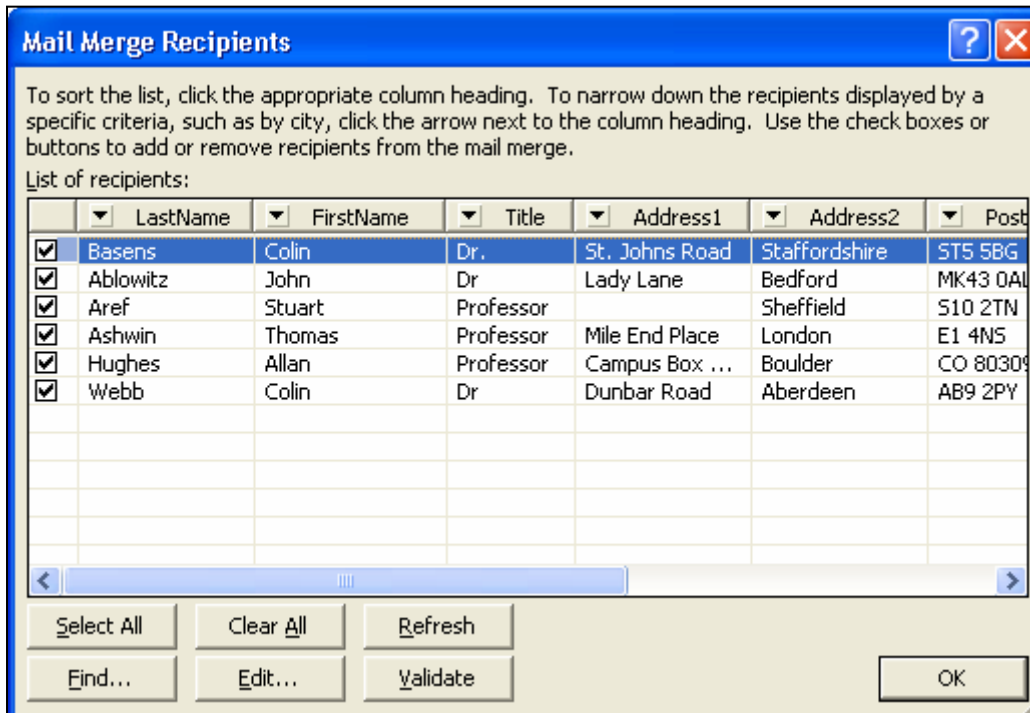 Mail Merge Recipients
To sort the list, click the appropriate column heading. To narrow down the recipients displayed by a
specific criteria, such as by city, click the arrow next to the column heading. Use the check boxes or
buttons to add or remove recipients from the mail merge.
List of recipients:
LastName FirstName Title Address1 Address2 Post
Basens Colin Dr. St. Johns Road Staffordshire ST5 5BG
Ablowitz John Dr Lady Lane Bedford MK43 0AL
Aref Stuart Professor Sheffield S10 2TN
Ashwin Thomas Professor Mile End Place London E1 4NS
Hughes Allan Professor Campus Box ... Boulder CO 80309
Webb Colin Dr Dunbar Road Aberdeen AB9 2PY
Select All Clear All Refresh
Find... Edit... Validate OK